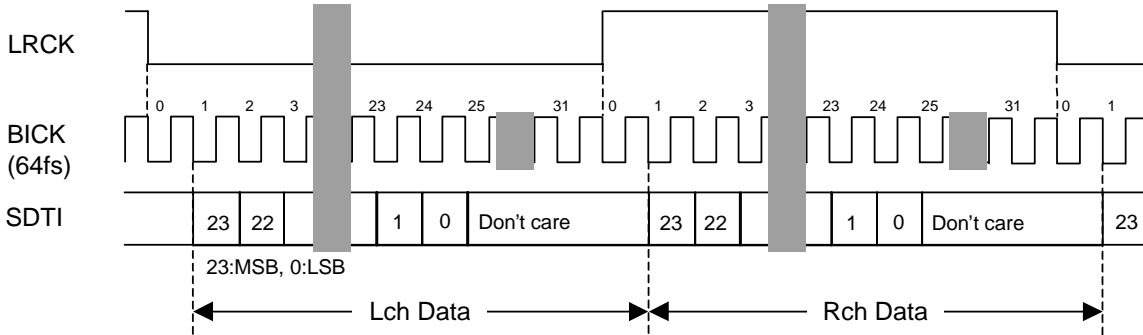 LRCK
0 1 2 3 23 24 25 31 0 1 2 3 23 24 25 31 0 1
BICK
(64fs)
SDTI 23 22 1 0 Don't care 23 22 1 0 Don't care 23
23:MSB, 0:LSB
Lch Data Rch Data